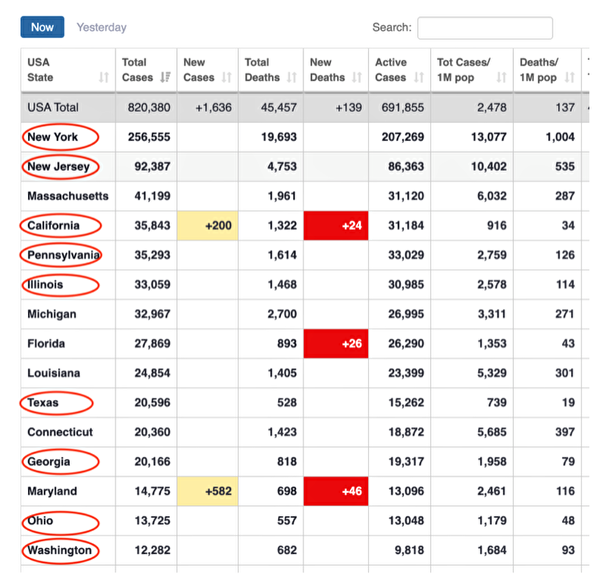 Now Yesterday Search:
USA State Total Cases New Cases Total Deaths New Deaths Active Cases Tot Cases/ 1M pop Deaths/ 1M pop
USA Total 820,380 +1,636 45,457 +139 691,855 2,478 137
New York 256,555 19,693 207,269 13,077 1,004
New Jersey 92,387 4,753 86,363 10,402 535
Massachusetts 41,199 1,961 31,120 6,032 287
California 35,843 +200 1,322 +24 31,184 916 34
Pennsylvania 35,293 1,614 33,029 2,759 126
Illinois 33,059 1,468 30,985 2,578 114
Michigan 32,967 2,700 26,995 3,311 271
Florida 27,869 893 +26 26,290 1,353 43
Louisiana 24,854 1,405 23,399 5,329 301
Texas 20,596 528 15,262 739 19
Connecticut 20,360 1,423 18,872 5,685 397
Georgia 20,166 818 19,317 1,958 79
Maryland 14,775 +582 698 +46 13,096 2,461 116
Ohio 13,725 557 13,048 1,179 48
Washington 12,282 682 9,818 1,684 93